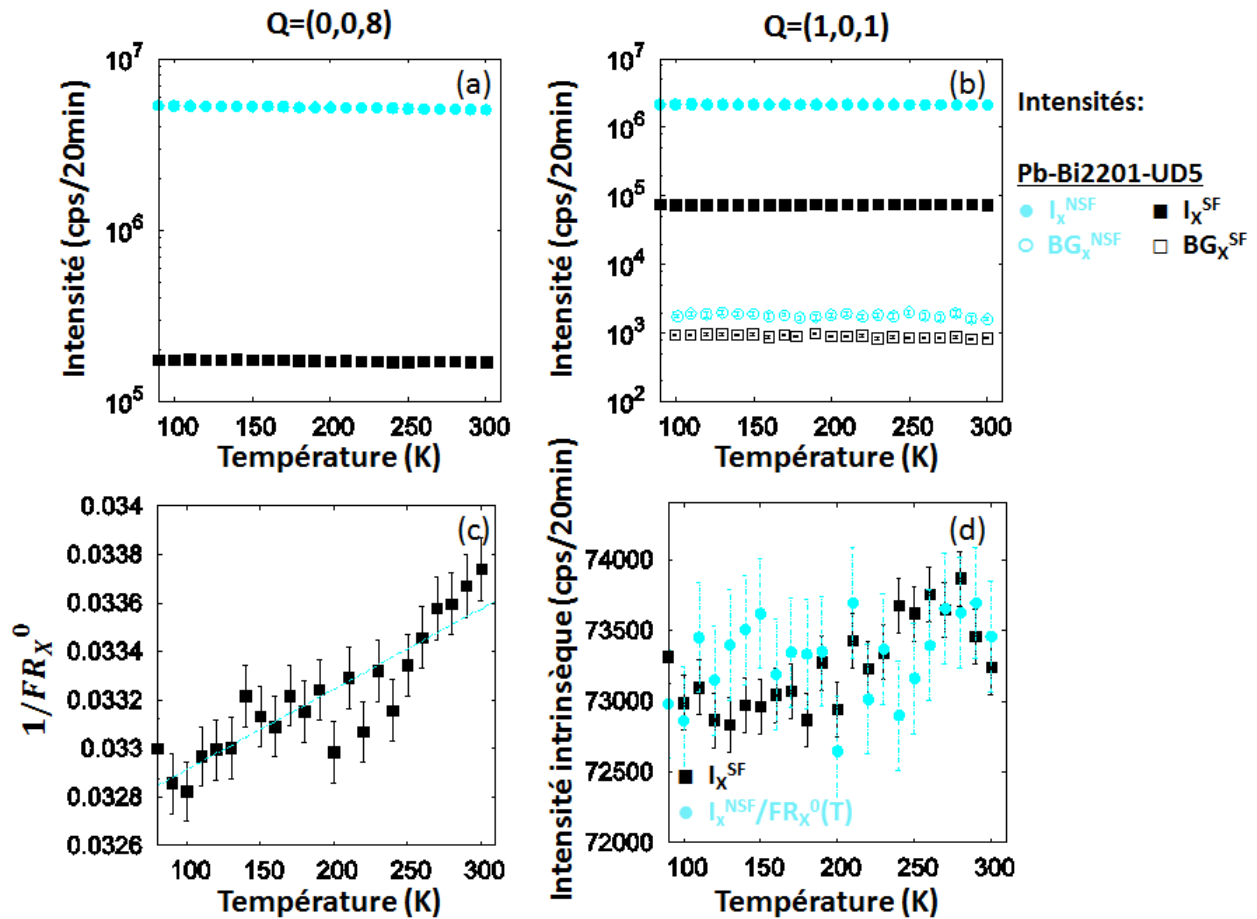 Q=(0,0,8)
Q=(1,0,1)
Intensité (cps/20min)
10⁷
10⁶
10⁵
(a)
100 150 200 250 300
Température (K)
Intensité (cps/20min)
10⁷
10⁶
10⁵
10⁴
10³
10²
(b)
100 150 200 250 300
Température (K)
Intensités:
Pb-Bi2201-UD5
Iₓ^NSF
I_X^SF
BGₓ^NSF
BG_X^SF
1/FR_X^0
0.034
0.0338
0.0336
0.0334
0.0332
0.033
0.0328
0.0326
(c)
100 150 200 250 300
Température (K)
Intensité intrinsèque (cps/20min)
74000
73500
73000
72500
72000
(d)
I_X^SF
Iₓ^NSF/FR_X^0(T)
100 150 200 250 300
Température (K)